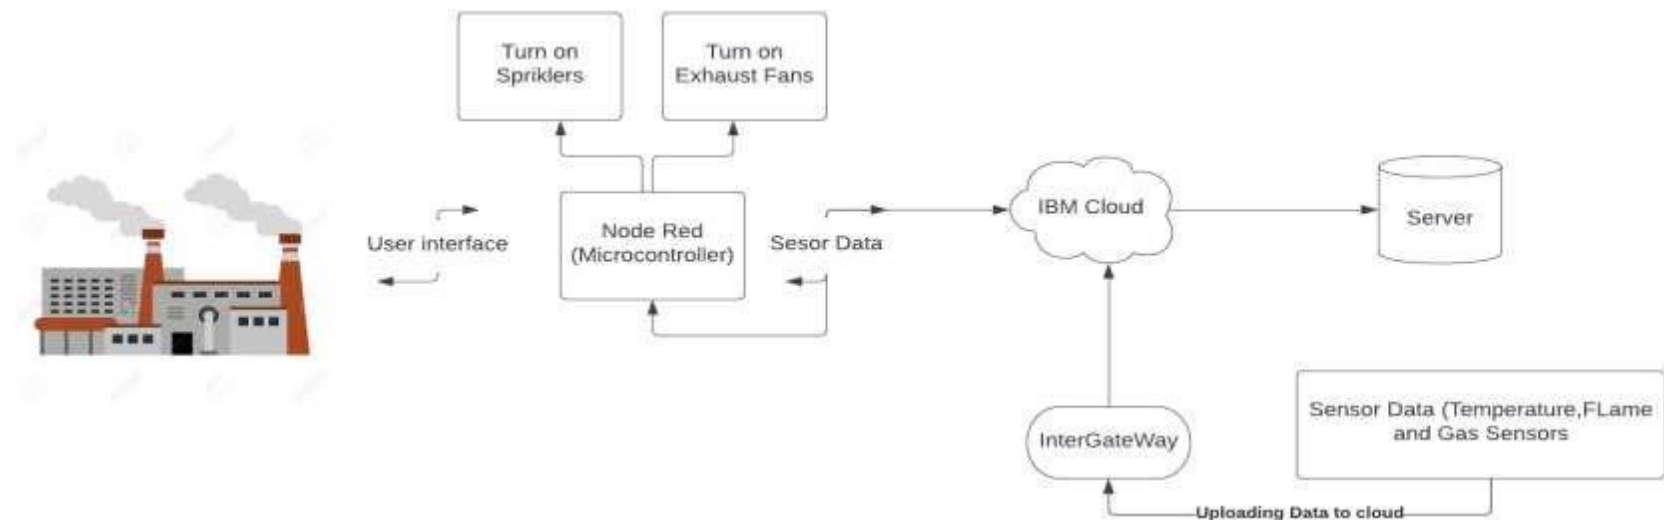 Turn on
Spriklers
Turn on
Exhaust Fans
User interface
Node Red
(Microcontroller)
Sesor Data
IBM Cloud
Server
InterGateWay
Sensor Data (Temperature,FLame
and Gas Sensors
Uploading Data to cloud